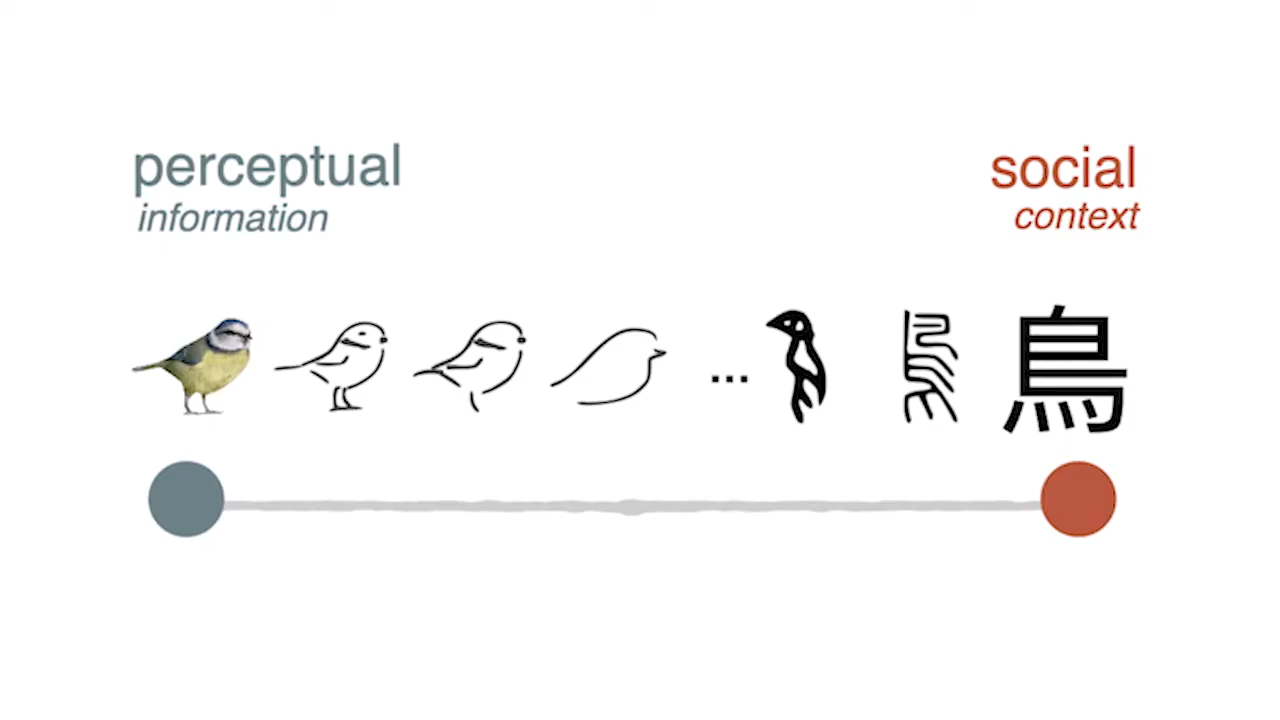 perceptual
information
social
context
...
鳥